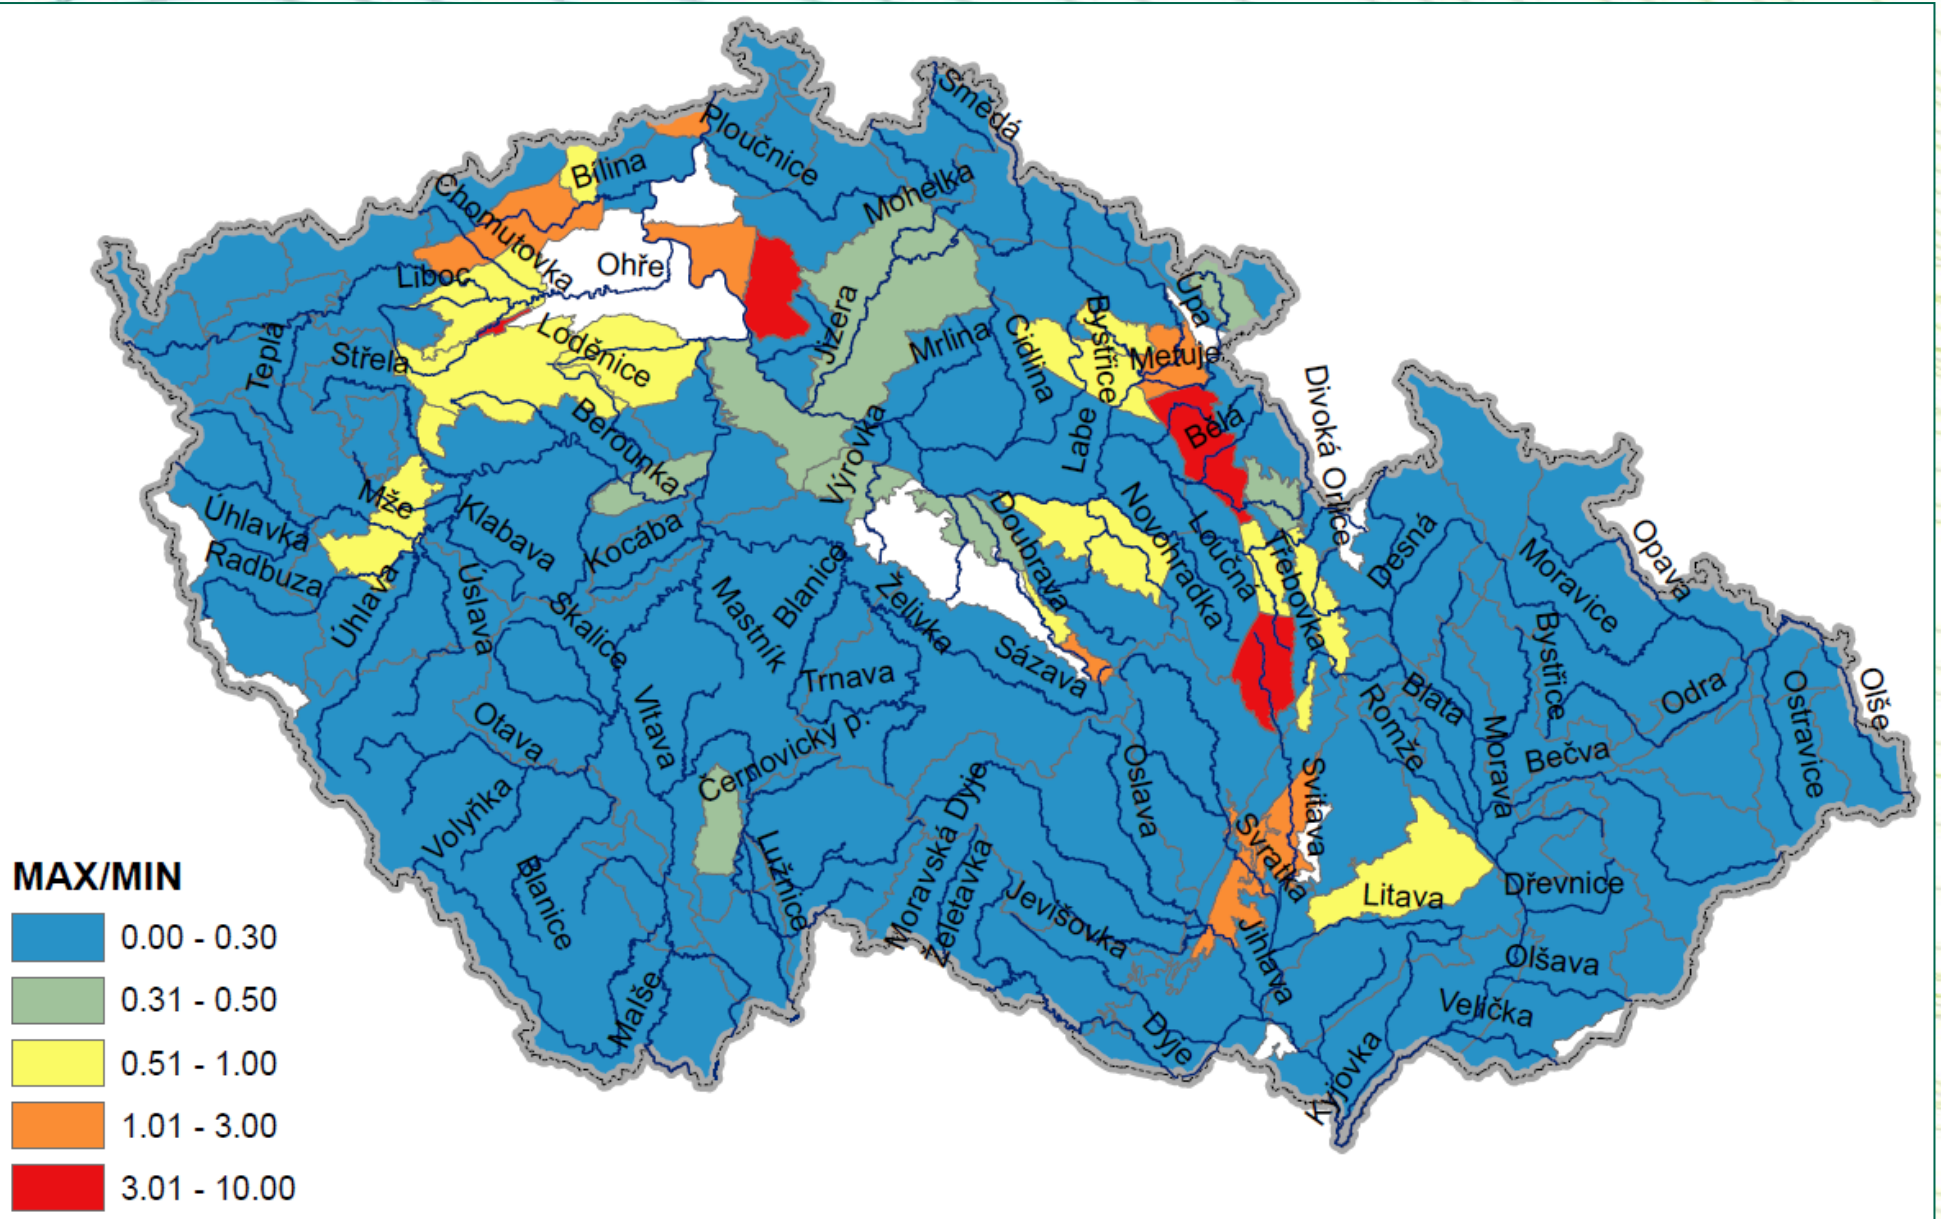 Smědá
Ploučnice
Bílina
Mohelka
Chomutovka
Liboc
Ohře
Úpa
Jizera
Bystřice
Loděnice
Mrlina
Cidlina
Metuje
Teplá
Střela
Divoká Orlice
Berounka
Běla
Labe
Výrovka
Mže
Úhlavka
Klabava
Kocába
Doubrava
Novohradka
Loučná
Třebovka
Desná
Opava
Moravice
Radbuza
Úhlava
Úslava
Skalice
Mastník
Blanice
Želivka
Sázava
Bystřice
Trnava
Blata
Odra
Ostravice
Olše
Otava
Vltava
Černovický p.
Romže
Morava
Bečva
Oslava
Svitava
Volyňka
Moravská Dyje
Svratka
Lužnice
Blanice
Želetavka
Jevišovka
Litava
Dřevnice
Jihlava
Olšava
Malše
Velička
Dyje
Kyjovka
MAX/MIN
0.00 - 0.30
0.31 - 0.50
0.51 - 1.00
1.01 - 3.00
3.01 - 10.00